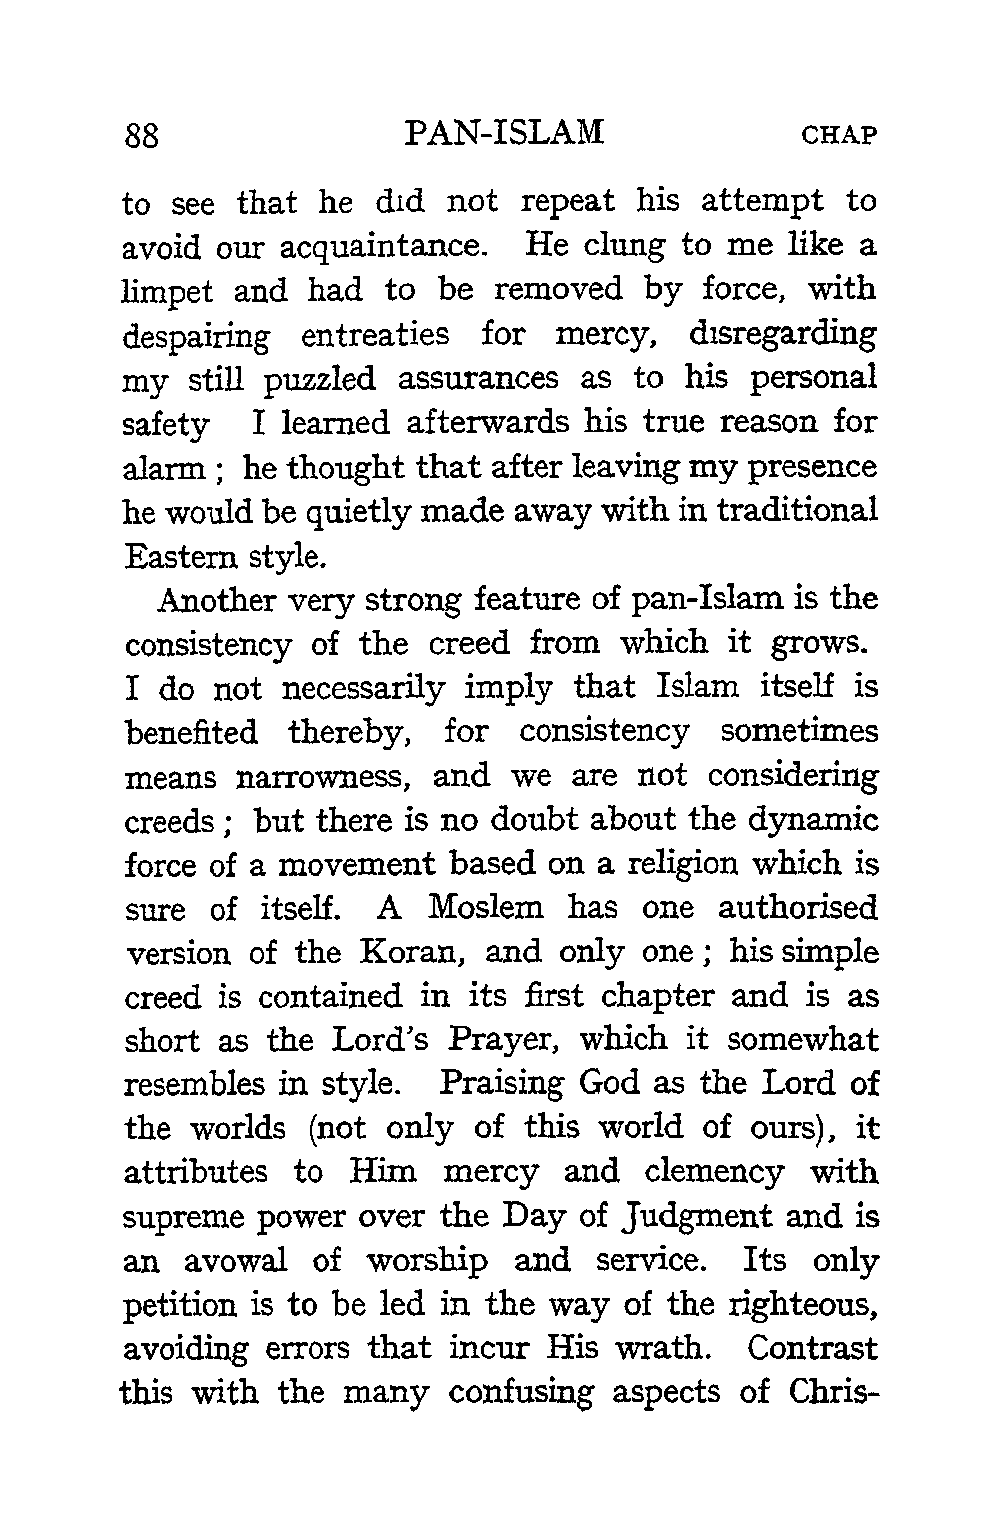 88 PAN-ISLAM CHAP
to see that he did not repeat his attempt to
avoid our acquaintance. He clung to me like a
limpet and had to be removed by force, with
despairing entreaties for mercy, disregarding
my still puzzled assurances as to his personal
safety I learned afterwards his true reason for
alarm ; he thought that after leaving my presence
he would be quietly made away with in traditional
Eastern style.
Another very strong feature of pan-Islam is the
consistency of the creed from which it grows.
I do not necessarily imply that Islam itself is
benefited thereby, for consistency sometimes
means narrowness, and we are not considering
creeds ; but there is no doubt about the dynamic
force of a movement based on a religion which is
sure of itself. A Moslem has one authorised
version of the Koran, and only one ; his simple
creed is contained in its first chapter and is as
short as the Lord's Prayer, which it somewhat
resembles in style. Praising God as the Lord of
the worlds (not only of this world of ours), it
attributes to Him mercy and clemency with
supreme power over the Day of Judgment and is
an avowal of worship and service. Its only
petition is to be led in the way of the righteous,
avoiding errors that incur His wrath. Contrast
this with the many confusing aspects of Chris-